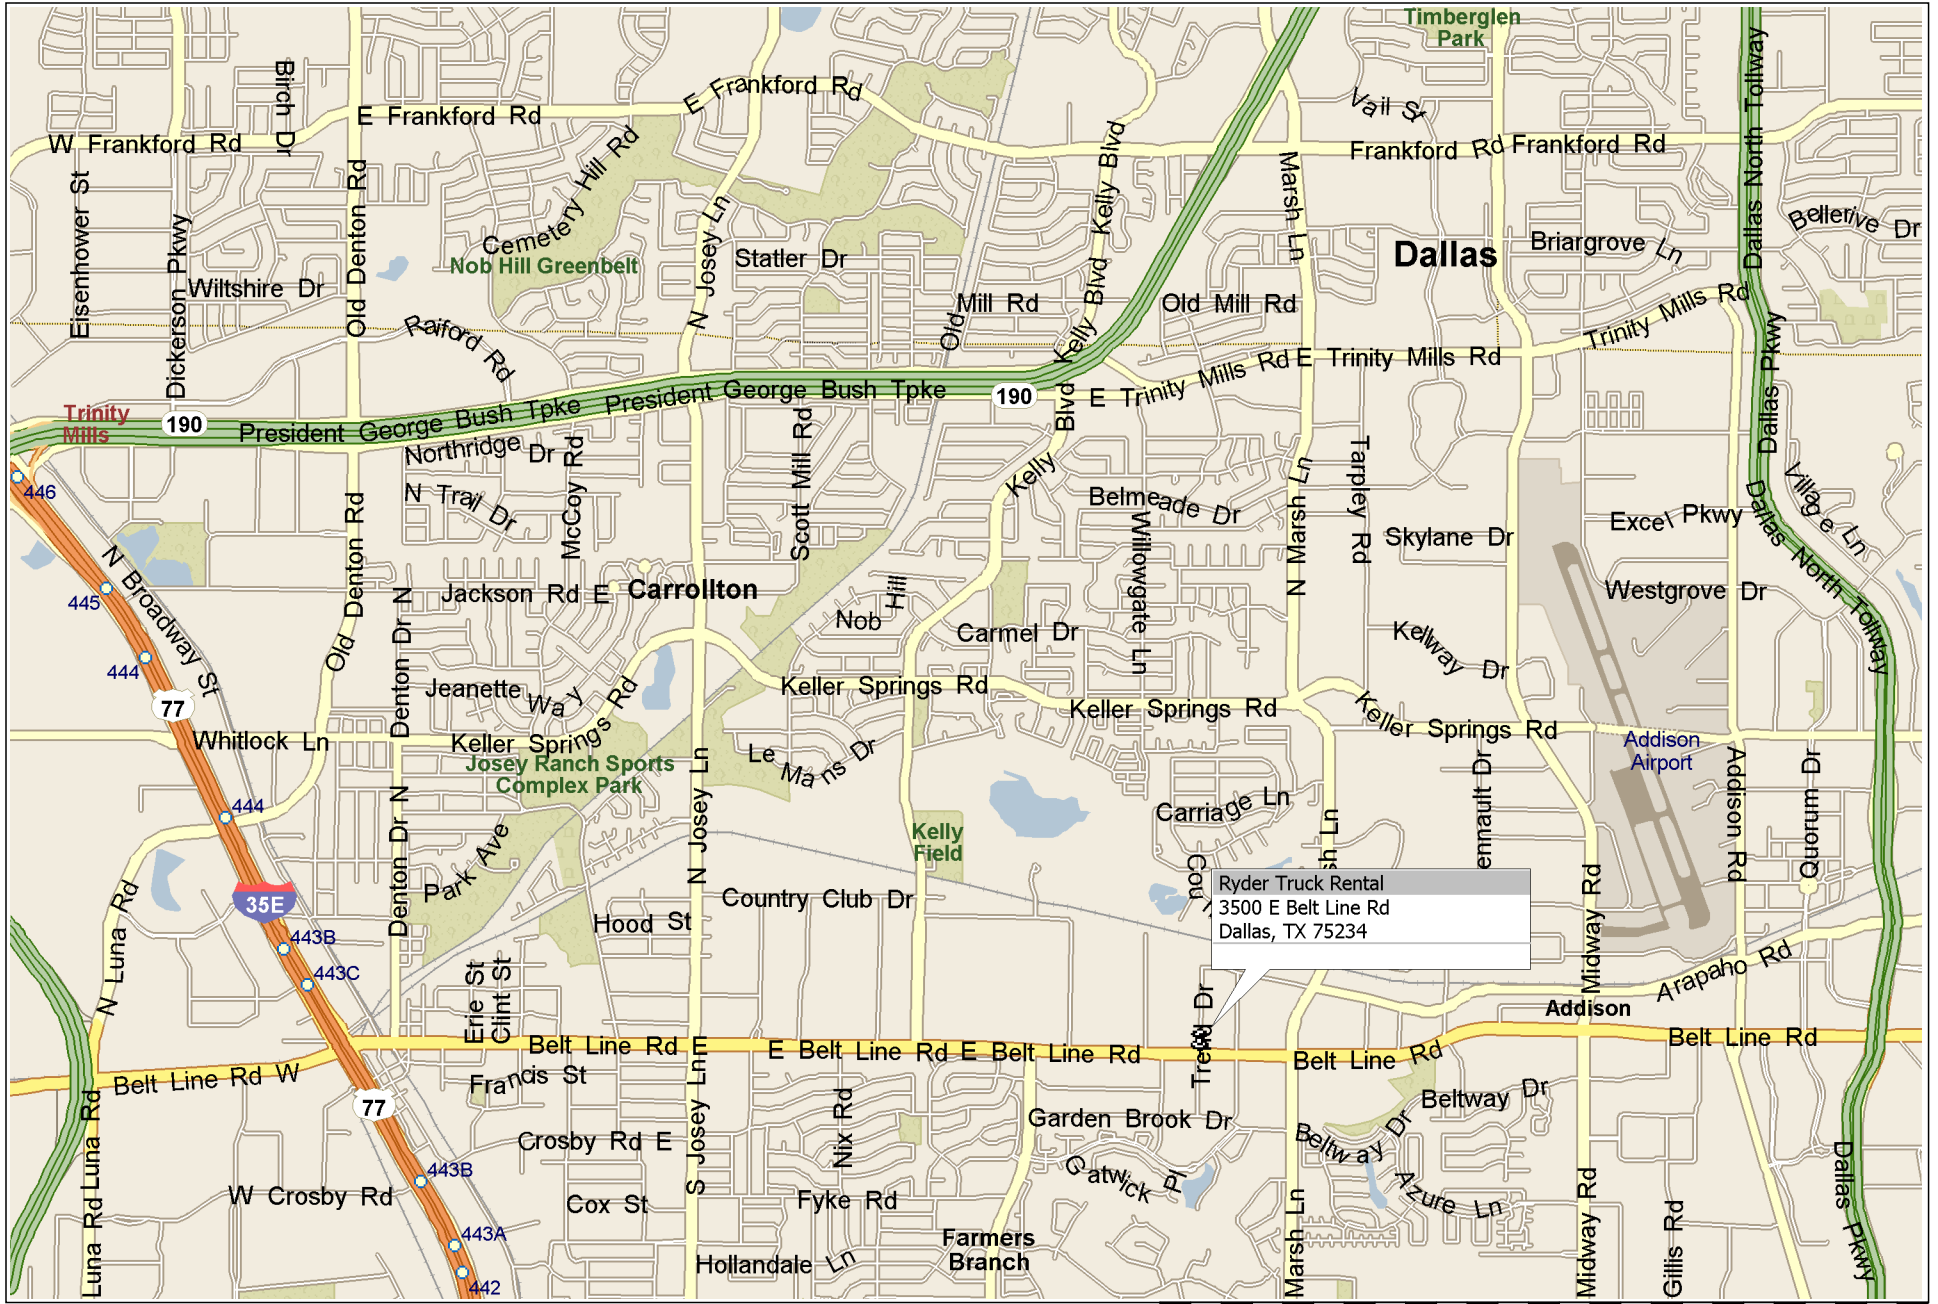 Timberglen
Park
Birch Dr
E Frankford Rd
E Frankford Rd
W Frankford Rd
Vail St
Frankford Rd
Frankford Rd
Dallas North Tollway
Eisenhower St
Dickerson Pkwy
Old Denton Rd
Cemetery Hill Rd
Nob Hill Greenbelt
N Josey Ln
Statler Dr
Kelly Blvd
Kelly Blvd
Kelly Blvd
Marsh Ln
Dallas
Briargrove Ln
Bellerive Dr
Wiltshire Dr
Raiford Rd
Old Mill Rd
Old Mill Rd
Trinity Mills Rd
E Trinity Mills Rd
E Trinity Mills Rd
Dallas Pkwy
Trinity
Mills
190
President George Bush Tpke
President George Bush Tpke
190
Northridge Dr
N Trail Dr
McCoy Rd
Scott Mill Rd
Kelly
Belmeade Dr
Willowgate Ln
N Marsh Ln
Tarpley Rd
Skylane Dr
Excel Pkwy
Village Ln
Dallas North Tollway
Westgrove Dr
446
445
444
77
N Broadway St
Old Denton Rd
Jackson Rd E
Carrollton
Nob Hill
Carmel Dr
Kellway Dr
Denton Dr N
Jeanette Way
Keller Springs Rd
Keller Springs Rd
Keller Springs Rd
Keller Springs Rd
Whitlock Ln
Josey Ranch Sports
Complex Park
Le Mans Dr
Addison
Airport
Addison Rd
Quorum Dr
444
Denton Dr N
Park Ave
N Josey Ln
Kelly
Field
Carriage Ln
35E
N Luna Rd
Hood St
Country Club Dr
Ryder Truck Rental
3500 E Belt Line Rd
Dallas, TX 75234
Midway Rd
443B
443C
Erie St
Clint St
Trend Dr
Arapaho Rd
Addison
Belt Line Rd W
Belt Line Rd E
E Belt Line Rd
E Belt Line Rd
Belt Line Rd
Belt Line Rd
Francis St
77
Luna Rd
Luna Rd
Crosby Rd E
S Josey Ln
Nix Rd
Garden Brook Dr
Beltway Dr
Beltway Dr
443B
W Crosby Rd
Cox St
Fyke Rd
Gatwick Pl
Azure Ln
Marsh Ln
Midway Rd
Gillis Rd
Dallas Pkwy
443A
442
Hollandale Ln
Farmers
Branch